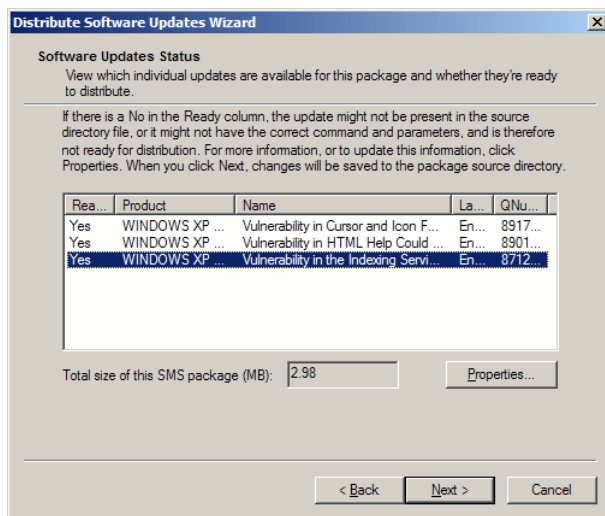 Distribute Software Updates Wizard
Software Updates Status
View which individual updates are available for this package and whether they're ready
to distribute.
If there is a No in the Ready column, the update might not be present in the source
directory file, or it might not have the correct command and parameters, and is therefore
not ready for distribution. For more information, or to update this information, click
Properties. When you click Next, changes will be saved to the package source directory.
Rea... Product Name La... QNu...
Yes WINDOWS XP ... Vulnerability in Cursor and Icon F... En... 8917...
Yes WINDOWS XP ... Vulnerability in HTML Help Could ... En... 8901...
Yes WINDOWS XP ... Vulnerability in the Indexing Servi... En... 8712...
Total size of this SMS package (MB): 2.98 Properties...
< Back Next > Cancel